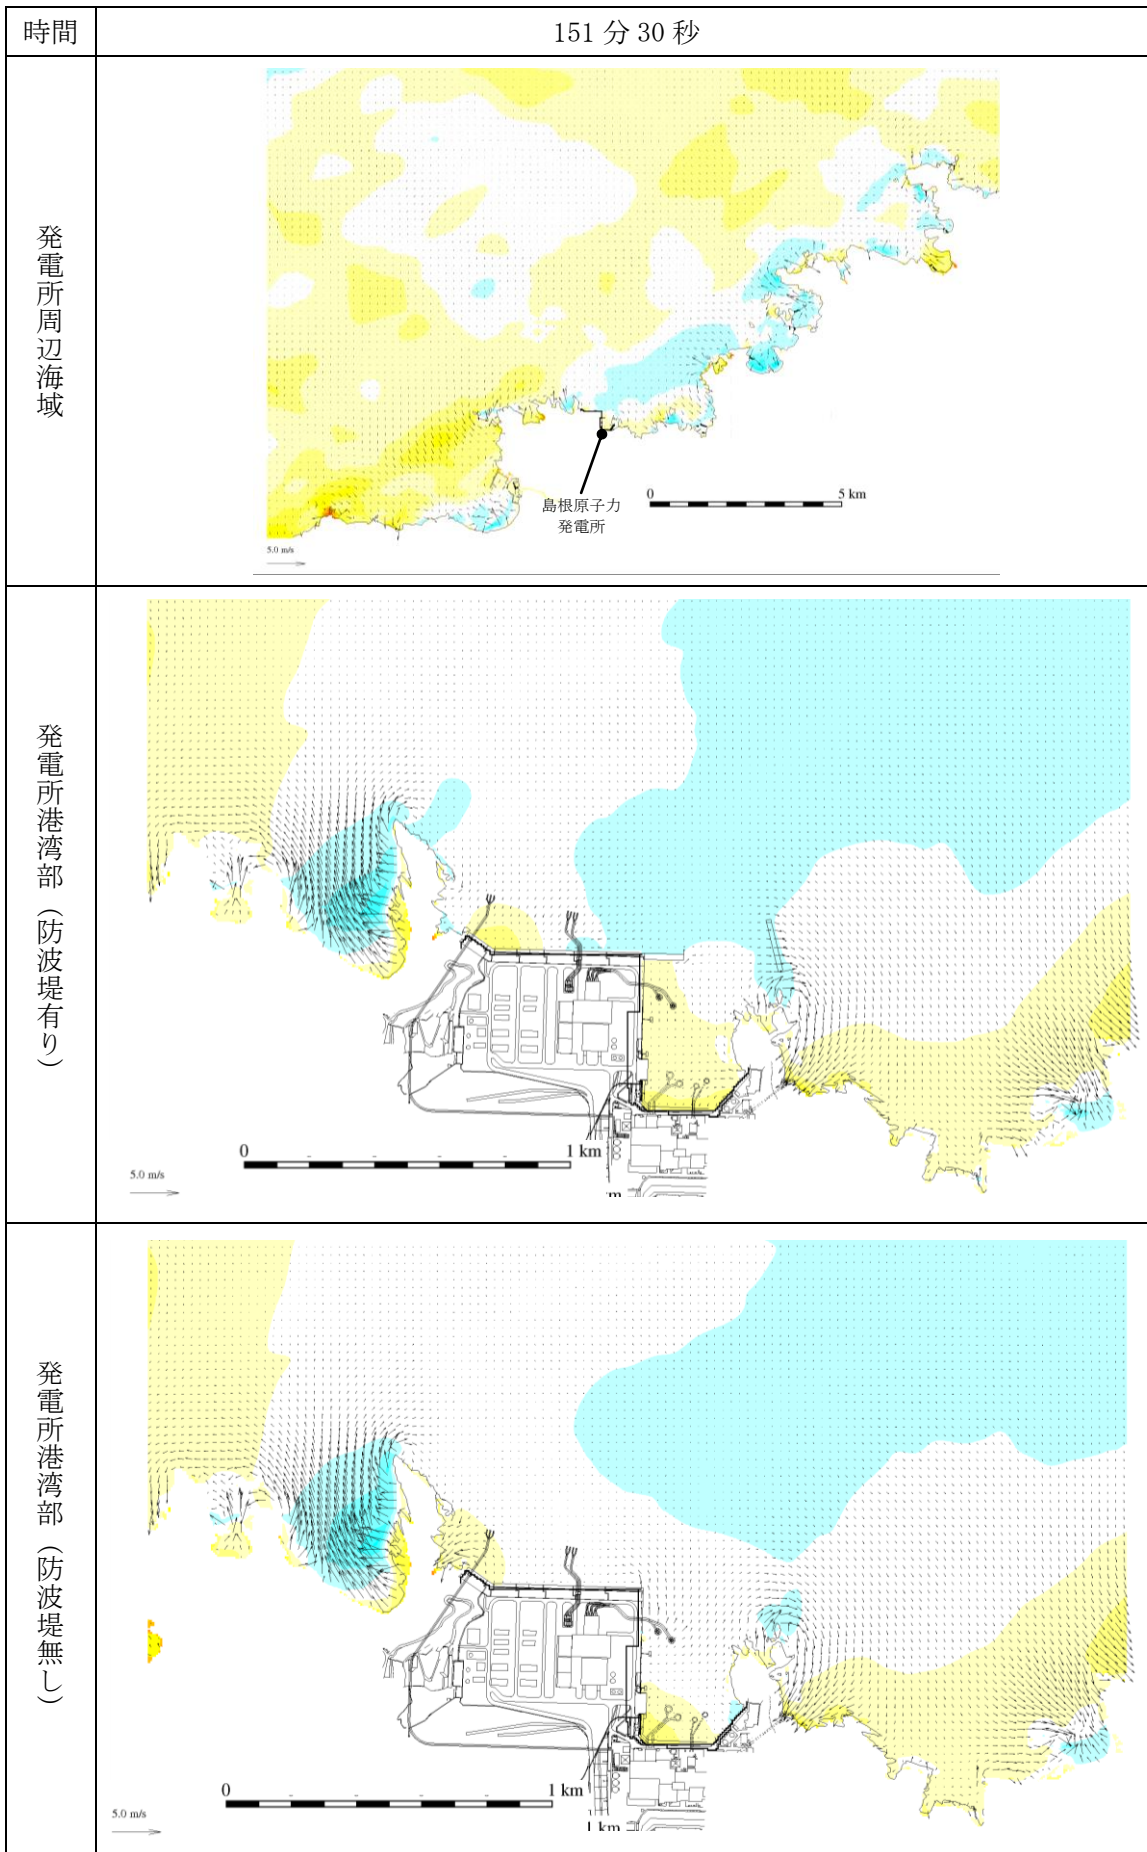 時間
151 分 30 秒
発電所周辺海域
島根原子力
発電所
0
5 km
5.0 m/s
発電所港湾部（防波堤有り）
0
1 km
5.0 m/s
m
発電所港湾部（防波堤無し）
0
1 km
5.0 m/s
1 km